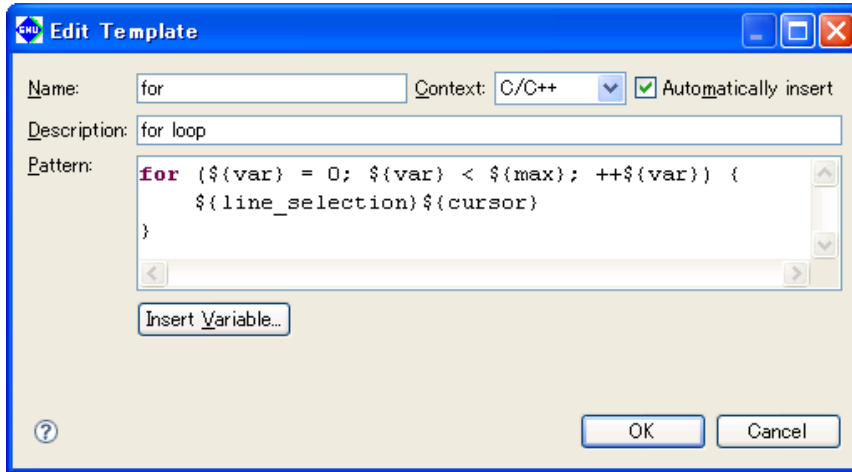 GNU Edit Template
Name: for Context: C/C++ Automatically insert
Description: for loop
Pattern:
for (${var} = 0; ${var} < ${max}; ++${var}) {
${line_selection}${cursor}
}
Insert Variable...
? OK Cancel